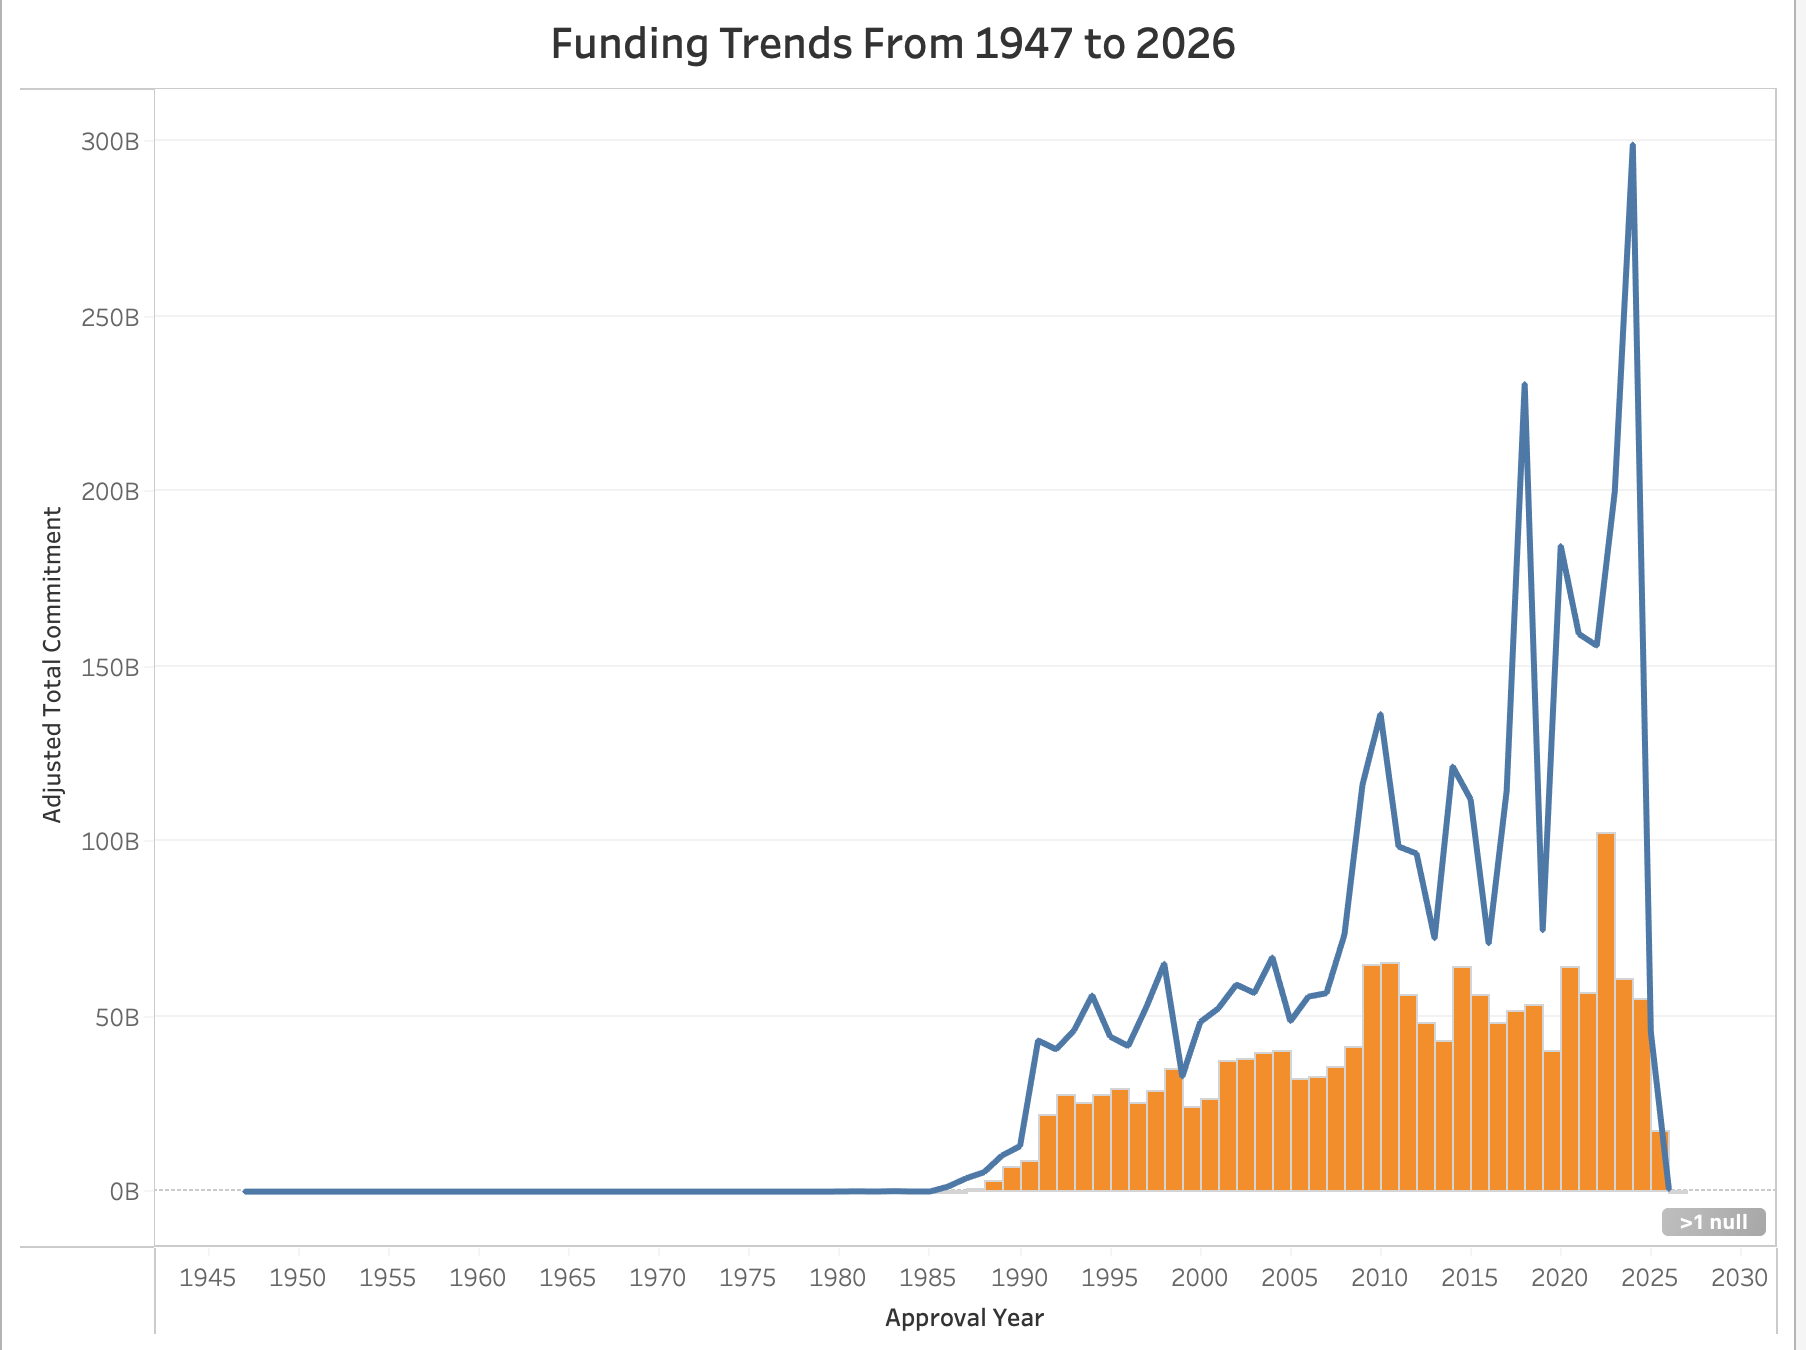 Funding Trends From 1947 to 2026
300B
250B
200B
150B
100B
50B
0B
Adjusted Total Commitment
>1 null
1945 1950 1955 1960 1965 1970 1975 1980 1985 1990 1995 2000 2005 2010 2015 2020 2025 2030
Approval Year